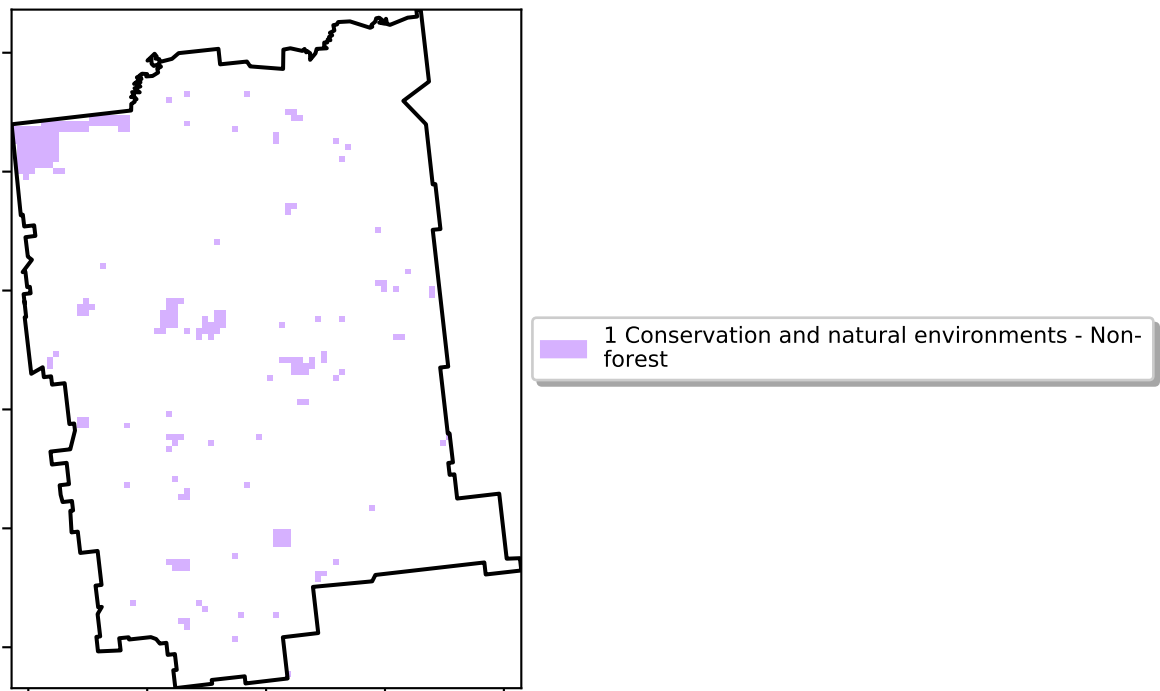 1 Conservation and natural environments - Non-
forest